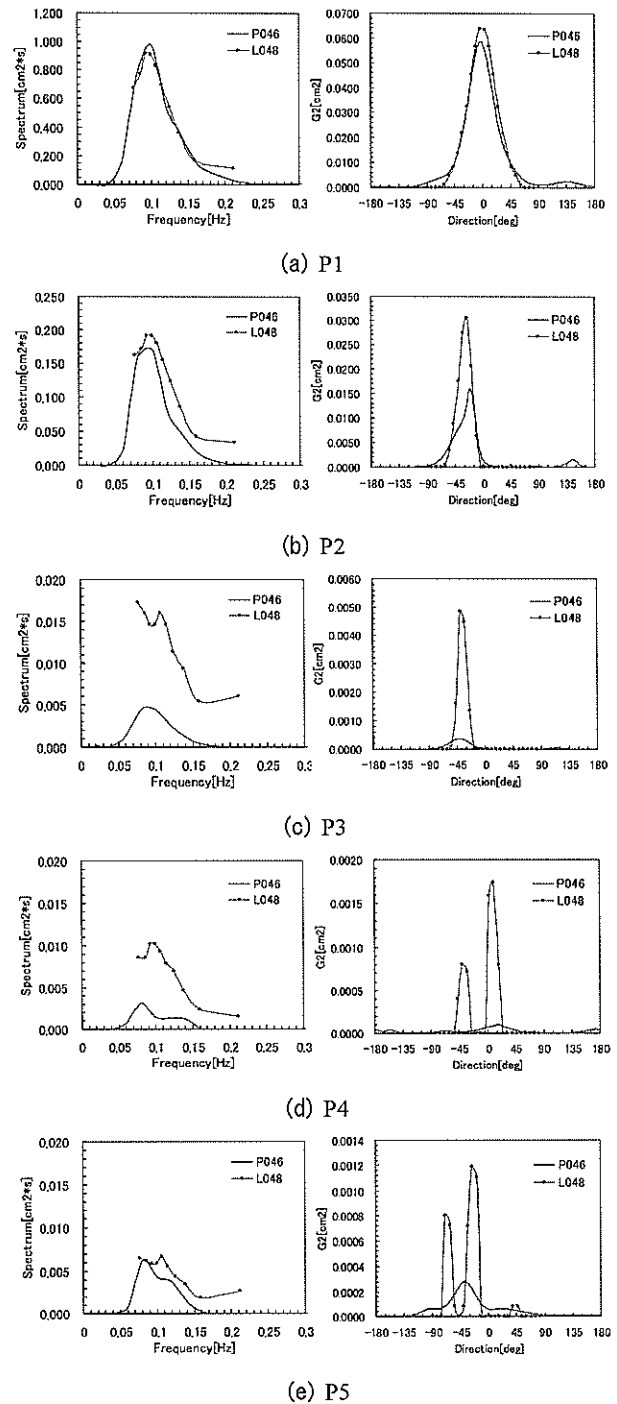 1.200
1.000
0.800
0.600
0.400
0.200
0.000
Spectrum[cm2*s]
P046
L048
0 0,05 0,1 0,15 0,2 0,25 0,3
Frequency[Hz]
0.0700
0.0600
0.0500
0.0400
0.0300
0.0200
0.0100
0.0000
G2[cm2]
P046
L048
-180 -135 -90 -45 0 45 90 135 180
Direction[deg]
(a) P1
0,250
0,200
0,150
0,100
0,050
0,000
Spectrum[cm2*s]
P046
L048
0 0,05 0,1 0,15 0,2 0,25 0,3
Frequency[Hz]
0.0350
0.0300
0.0250
0.0200
0.0150
0.0100
0.0050
0.0000
G2[cm2]
P046
L048
-180 -135 -90 -45 0 45 90 135 180
Direction[deg]
(b) P2
0,020
0,015
0,010
0,005
0,000
Spectrum[cm2*s]
P046
L048
0 0,05 0,1 0,15 0,2 0,25 0,3
Frequency[Hz]
0.0060
0.0050
0.0040
0.0030
0.0020
0.0010
0.0000
G2[cm2]
P046
L048
-180 -135 -90 -45 0 45 90 135 180
Direction[deg]
(c) P3
0,020
0,015
0,010
0,005
0,000
Spectrum[cm2*s]
P046
L048
0 0,05 0,1 0,15 0,2 0,25 0,3
Frequency[Hz]
0.0020
0.0015
0.0010
0.0005
0.0000
G2[cm2]
P046
L048
-180 -135 -90 -45 0 45 90 135 180
Direction[deg]
(d) P4
0,020
0,015
0,010
0,005
0,000
Spectrum[cm2*s]
P046
L048
0 0,05 0,1 0,15 0,2 0,25 0,3
Frequency[Hz]
0.0014
0.0012
0.0010
0.0008
0.0006
0.0004
0.0002
0.0000
G2[cm2]
P046
L048
-180 -135 -90 -45 0 45 90 135 180
Direction[deg]
(e) P5